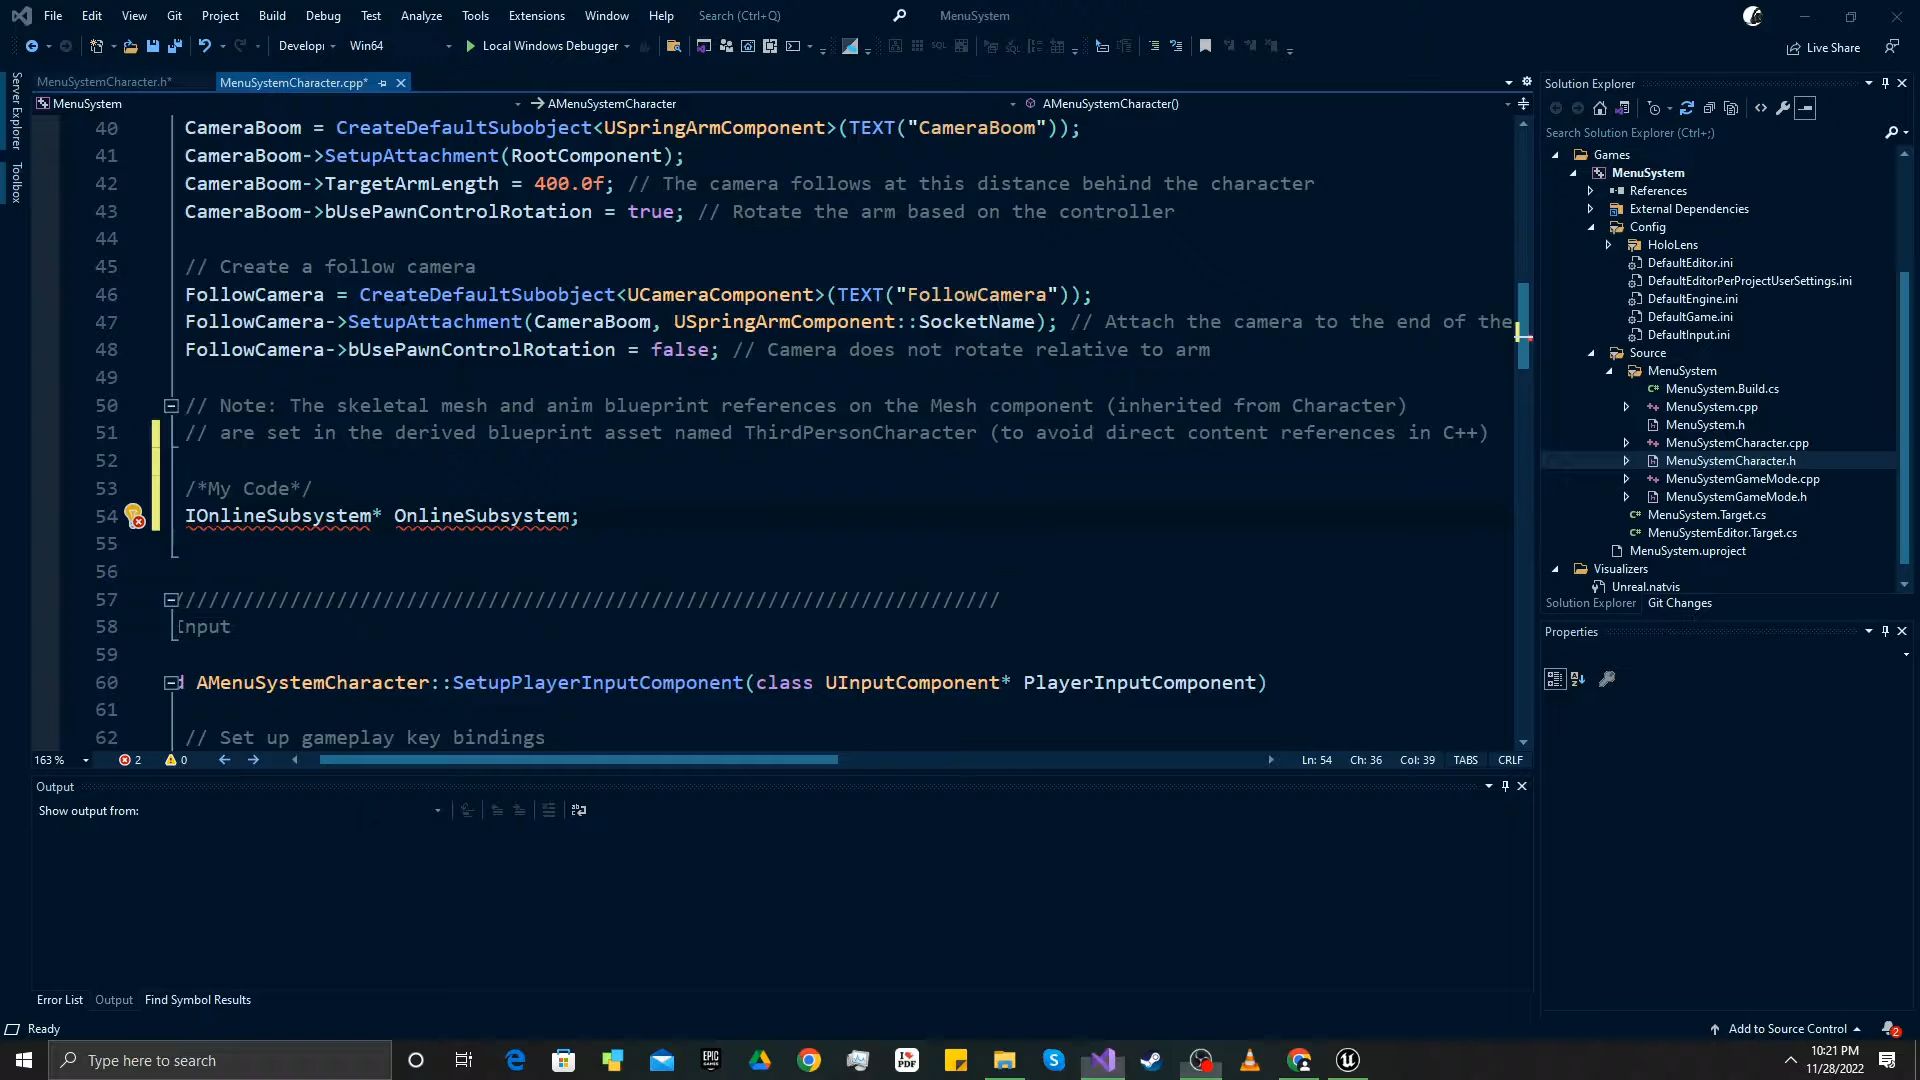 File Edit View Git Project Build Debug Test Analyze Tools Extensions Window Help Search (Ctrl+Q) MenuSystem
Develop Win64 Local Windows Debugger Live Share
Server Explorer
Toolbox
MenuSystemCharacter.h* MenuSystemCharacter.cpp*
MenuSystem AMenuSystemCharacter AMenuSystemCharacter()
40 CameraBoom = CreateDefaultSubobject<USpringArmComponent>(TEXT("CameraBoom"));
41 CameraBoom->SetupAttachment(RootComponent);
42 CameraBoom->TargetArmLength = 400.0f; // The camera follows at this distance behind the character
43 CameraBoom->bUsePawnControlRotation = true; // Rotate the arm based on the controller
44
45 // Create a follow camera
46 FollowCamera = CreateDefaultSubobject<UCameraComponent>(TEXT("FollowCamera"));
47 FollowCamera->SetupAttachment(CameraBoom, USpringArmComponent::SocketName); // Attach the camera to the end of the
48 FollowCamera->bUsePawnControlRotation = false; // Camera does not rotate relative to arm
49
50 // Note: The skeletal mesh and anim blueprint references on the Mesh component (inherited from Character)
51 // are set in the derived blueprint asset named ThirdPersonCharacter (to avoid direct content references in C++)
52
53 /*My Code*/
54 IOnlineSubsystem* OnlineSubsystem;
55
56
57 //////////////////////////////////////////////////////////////////////
58 Input
59
60 AMenuSystemCharacter::SetupPlayerInputComponent(class UInputComponent* PlayerInputComponent)
61
62 // Set up gameplay key bindings
163 % 2 0 Ln: 54 Ch: 36 Col: 39 TABS CRLF
Output
Show output from:
Error List Output Find Symbol Results
Solution Explorer
Search Solution Explorer (Ctrl+;)
Games
MenuSystem
References
External Dependencies
Config
HoloLens
DefaultEditor.ini
DefaultEditorPerProjectUserSettings.ini
DefaultEngine.ini
DefaultGame.ini
DefaultInput.ini
Source
MenuSystem
MenuSystem.Build.cs
MenuSystem.cpp
MenuSystem.h
MenuSystemCharacter.cpp
MenuSystemCharacter.h
MenuSystemGameMode.cpp
MenuSystemGameMode.h
MenuSystem.Target.cs
MenuSystemEditor.Target.cs
MenuSystem.uproject
Visualizers
Unreal.natvis
Solution Explorer Git Changes
Properties
Ready Add to Source Control 2
Type here to search
EPIC GAMES
PDF
10:21 PM
11/28/2022